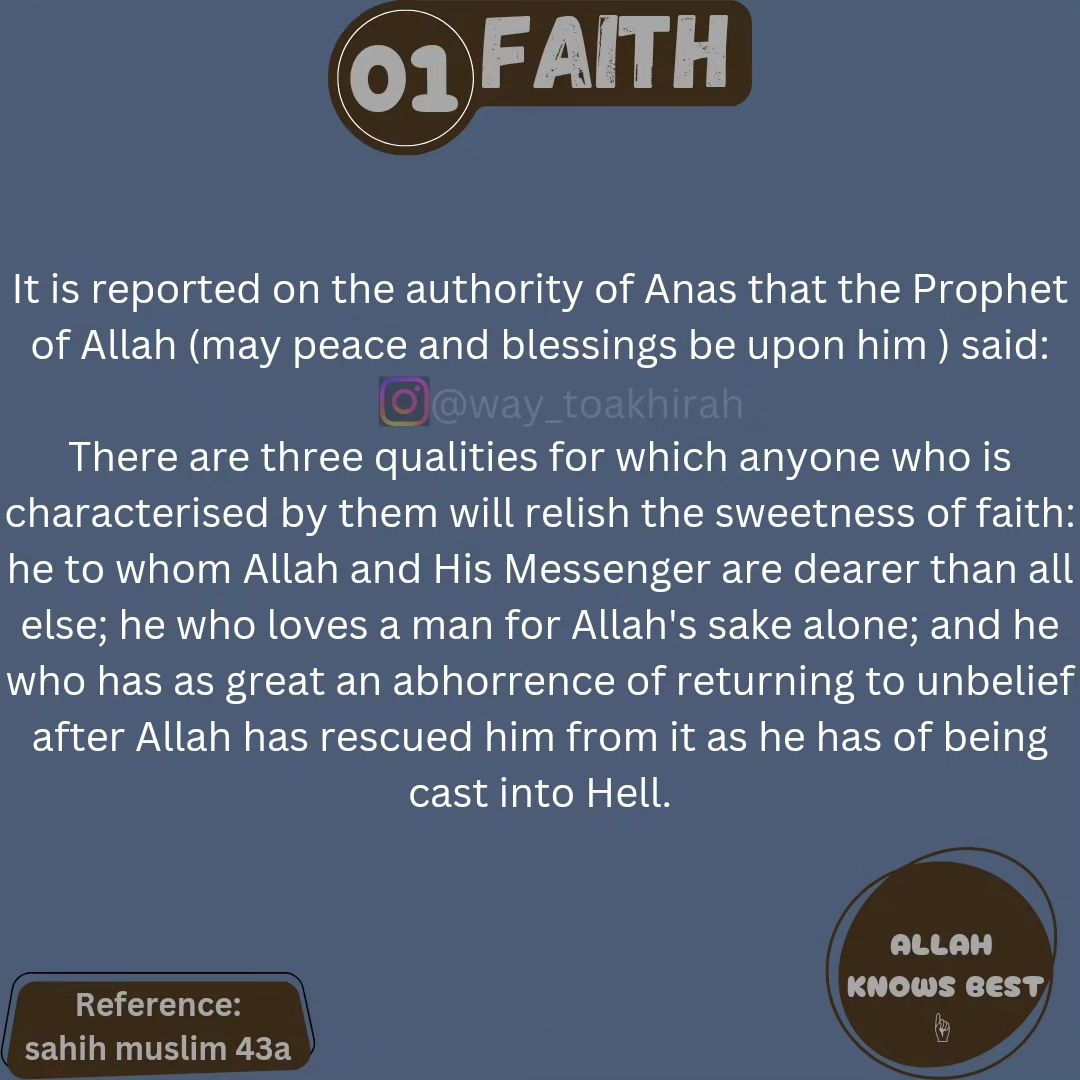 01 FAITH
It is reported on the authority of Anas that the Prophet
of Allah (may peace and blessings be upon him ) said:
@way_toakhirah
There are three qualities for which anyone who is
characterised by them will relish the sweetness of faith:
he to whom Allah and His Messenger are dearer than all
else; he who loves a man for Allah's sake alone; and he
who has as great an abhorrence of returning to unbelief
after Allah has rescued him from it as he has of being
cast into Hell.
ALLAH
KNOWS BEST
Reference:
sahih muslim 43a